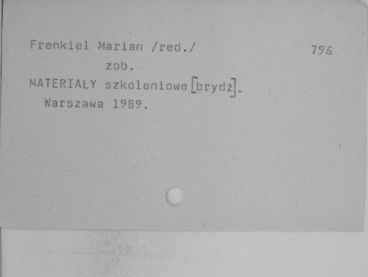 Frenkiel Marian /red./ 796
zob.
MATERIAŁY szkoleniowe[brydż].
Warszawa 1989.